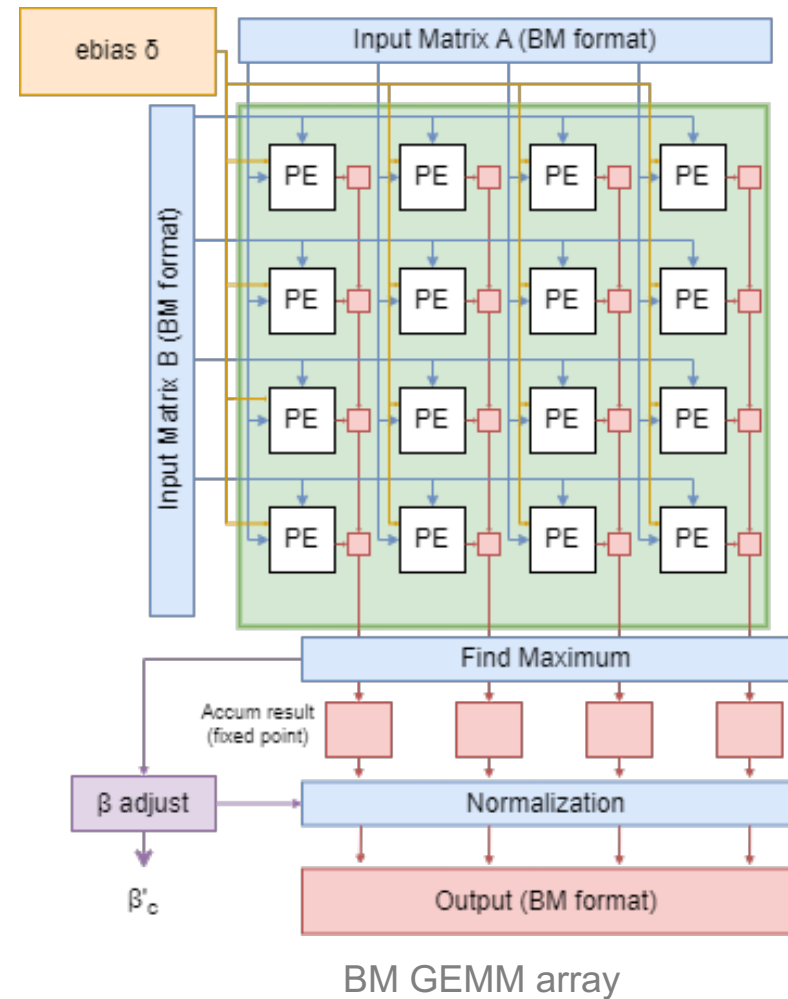 ebias δ
Input Matrix A (BM format)
Input Matrix B (BM format)
PE PE PE PE
PE PE PE PE
PE PE PE PE
PE PE PE PE
Find Maximum
Accum result
(fixed point)
β adjust
Normalization
β'c
Output (BM format)
BM GEMM array